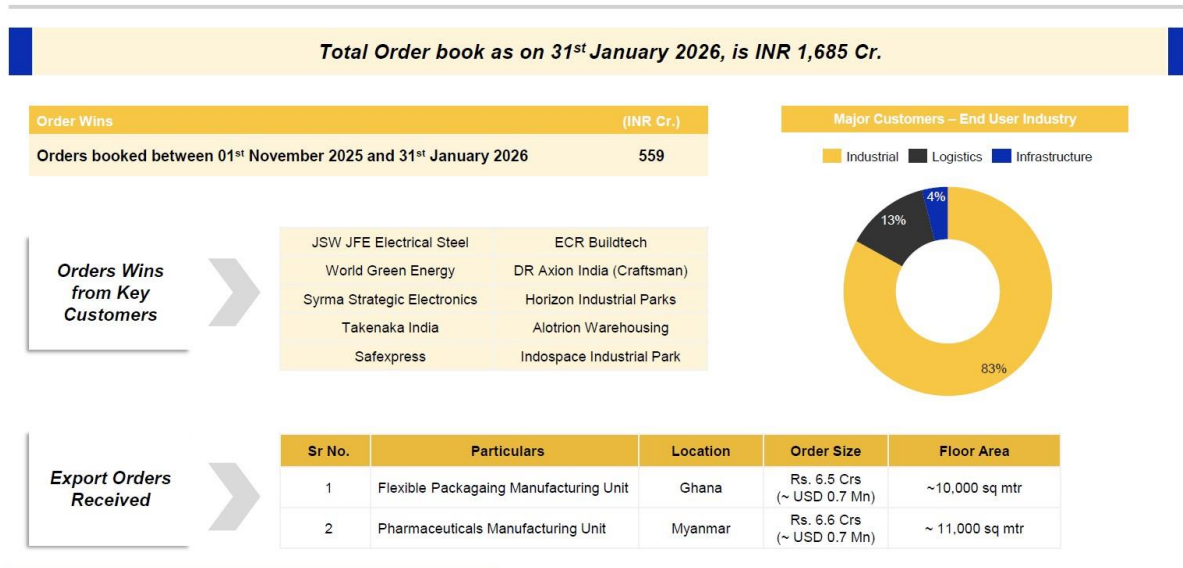 Total Order book as on 31st January 2026, is INR 1,685 Cr.
Order Wins (INR Cr.)
Orders booked between 01st November 2025 and 31st January 2026 559
Major Customers – End User Industry
Industrial Logistics Infrastructure
4%
13%
83%
Orders Wins
from Key
Customers
JSW JFE Electrical Steel ECR Buildtech
World Green Energy DR Axion India (Craftsman)
Syrma Strategic Electronics Horizon Industrial Parks
Takenaka India Alotrion Warehousing
Safexpress Indospace Industrial Park
Export Orders
Received
Sr No. Particulars Location Order Size Floor Area
1 Flexible Packagaing Manufacturing Unit Ghana Rs. 6.5 Crs (~ USD 0.7 Mn) ~10,000 sq mtr
2 Pharmaceuticals Manufacturing Unit Myanmar Rs. 6.6 Crs (~ USD 0.7 Mn) ~ 11,000 sq mtr